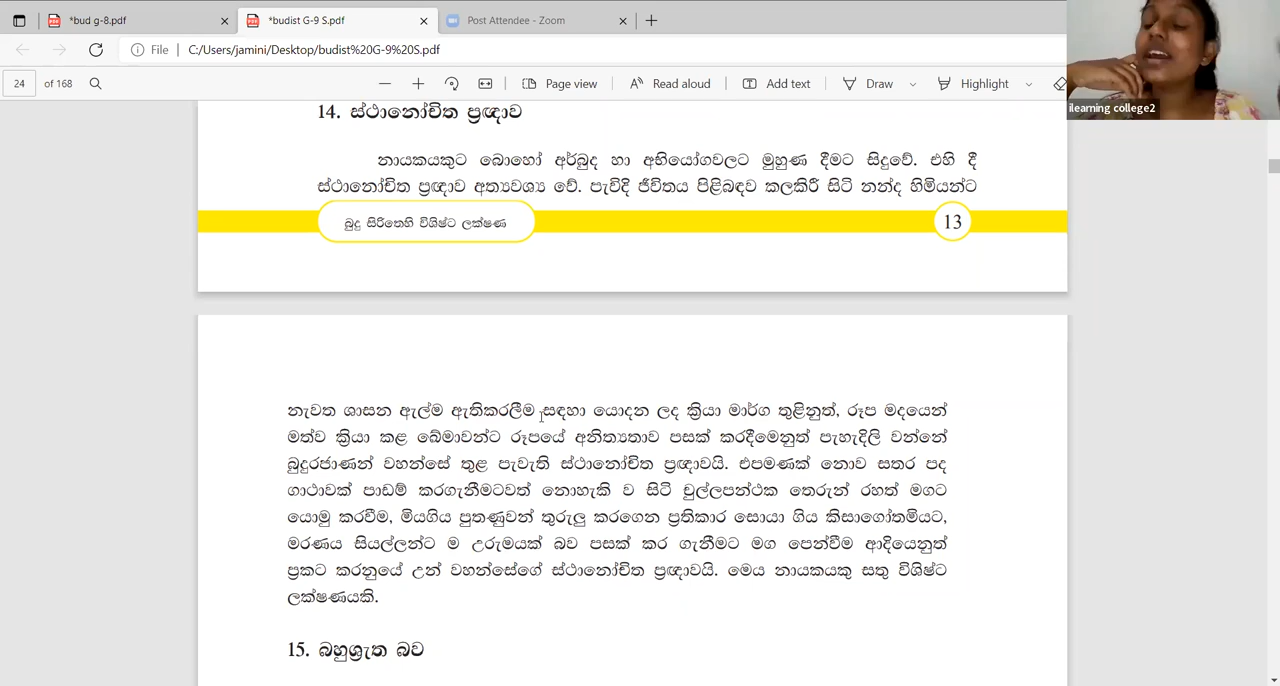 *bud g-8.pdf
*budist G-9 S.pdf
Post Attendee - Zoom
File C:/Users/jamini/Desktop/budist%20G-9%20S.pdf
24 of 168 Page view Read aloud Add text Draw Highlight
ilearning college2
14. ස්ථානෝචිත ප්‍රඥාව
නායකයකුට බොහෝ අර්බුද හා අභියෝගවලට මුහුණ දීමට සිදුවේ. එහි දී
ස්ථානෝචිත ප්‍රඥාව අත්‍යවශ්‍ය වේ. පැවිදි ජීවිතය පිළිබඳව කලකිරී සිටි නන්ද හිමියන්ට
බුදු සිරිතෙහි විශිෂ්ට ලක්ෂණ 13
නැවත ශාසන ඇල්ම ඇතිකරලීම සඳහා යොදන ලද ක්‍රියා මාර්ග තුළිනුත්, රූප මදයෙන්
මත්ව ක්‍රියා කළ ඛේමාවන්ට රූපයේ අනිත්‍යතාව පසක් කරදීමෙනුත් පැහැදිලි වන්නේ
බුදුරජාණන් වහන්සේ තුළ පැවැති ස්ථානෝචිත ප්‍රඥාවයි. එපමණක් නොව සතර පද
ගාථාවක් පාඩම් කරගැනීමටවත් නොහැකි ව සිටි චුල්ලපන්ථක තෙරුන් රහත් මගට
යොමු කරවීම, මියගිය පුතණුවන් තුරුලු කරගෙන ප්‍රතිකාර සොයා ගිය කිසාගෝතමියට,
මරණය සියල්ලන්ට ම උරුමයක් බව පසක් කර ගැනීමට මග පෙන්වීම ආදියෙනුත්
ප්‍රකට කරනුයේ උන් වහන්සේගේ ස්ථානෝචිත ප්‍රඥාවයි. මෙය නායකයකු සතු විශිෂ්ට
ලක්ෂණයකි.
15. බහුශ්‍රැත බව